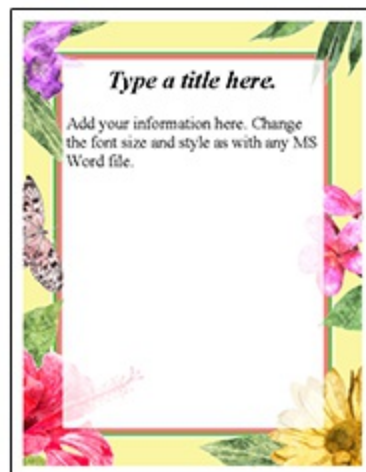 Type a title here.
Add your information here. Change
the font size and style as with any MS
Word file.